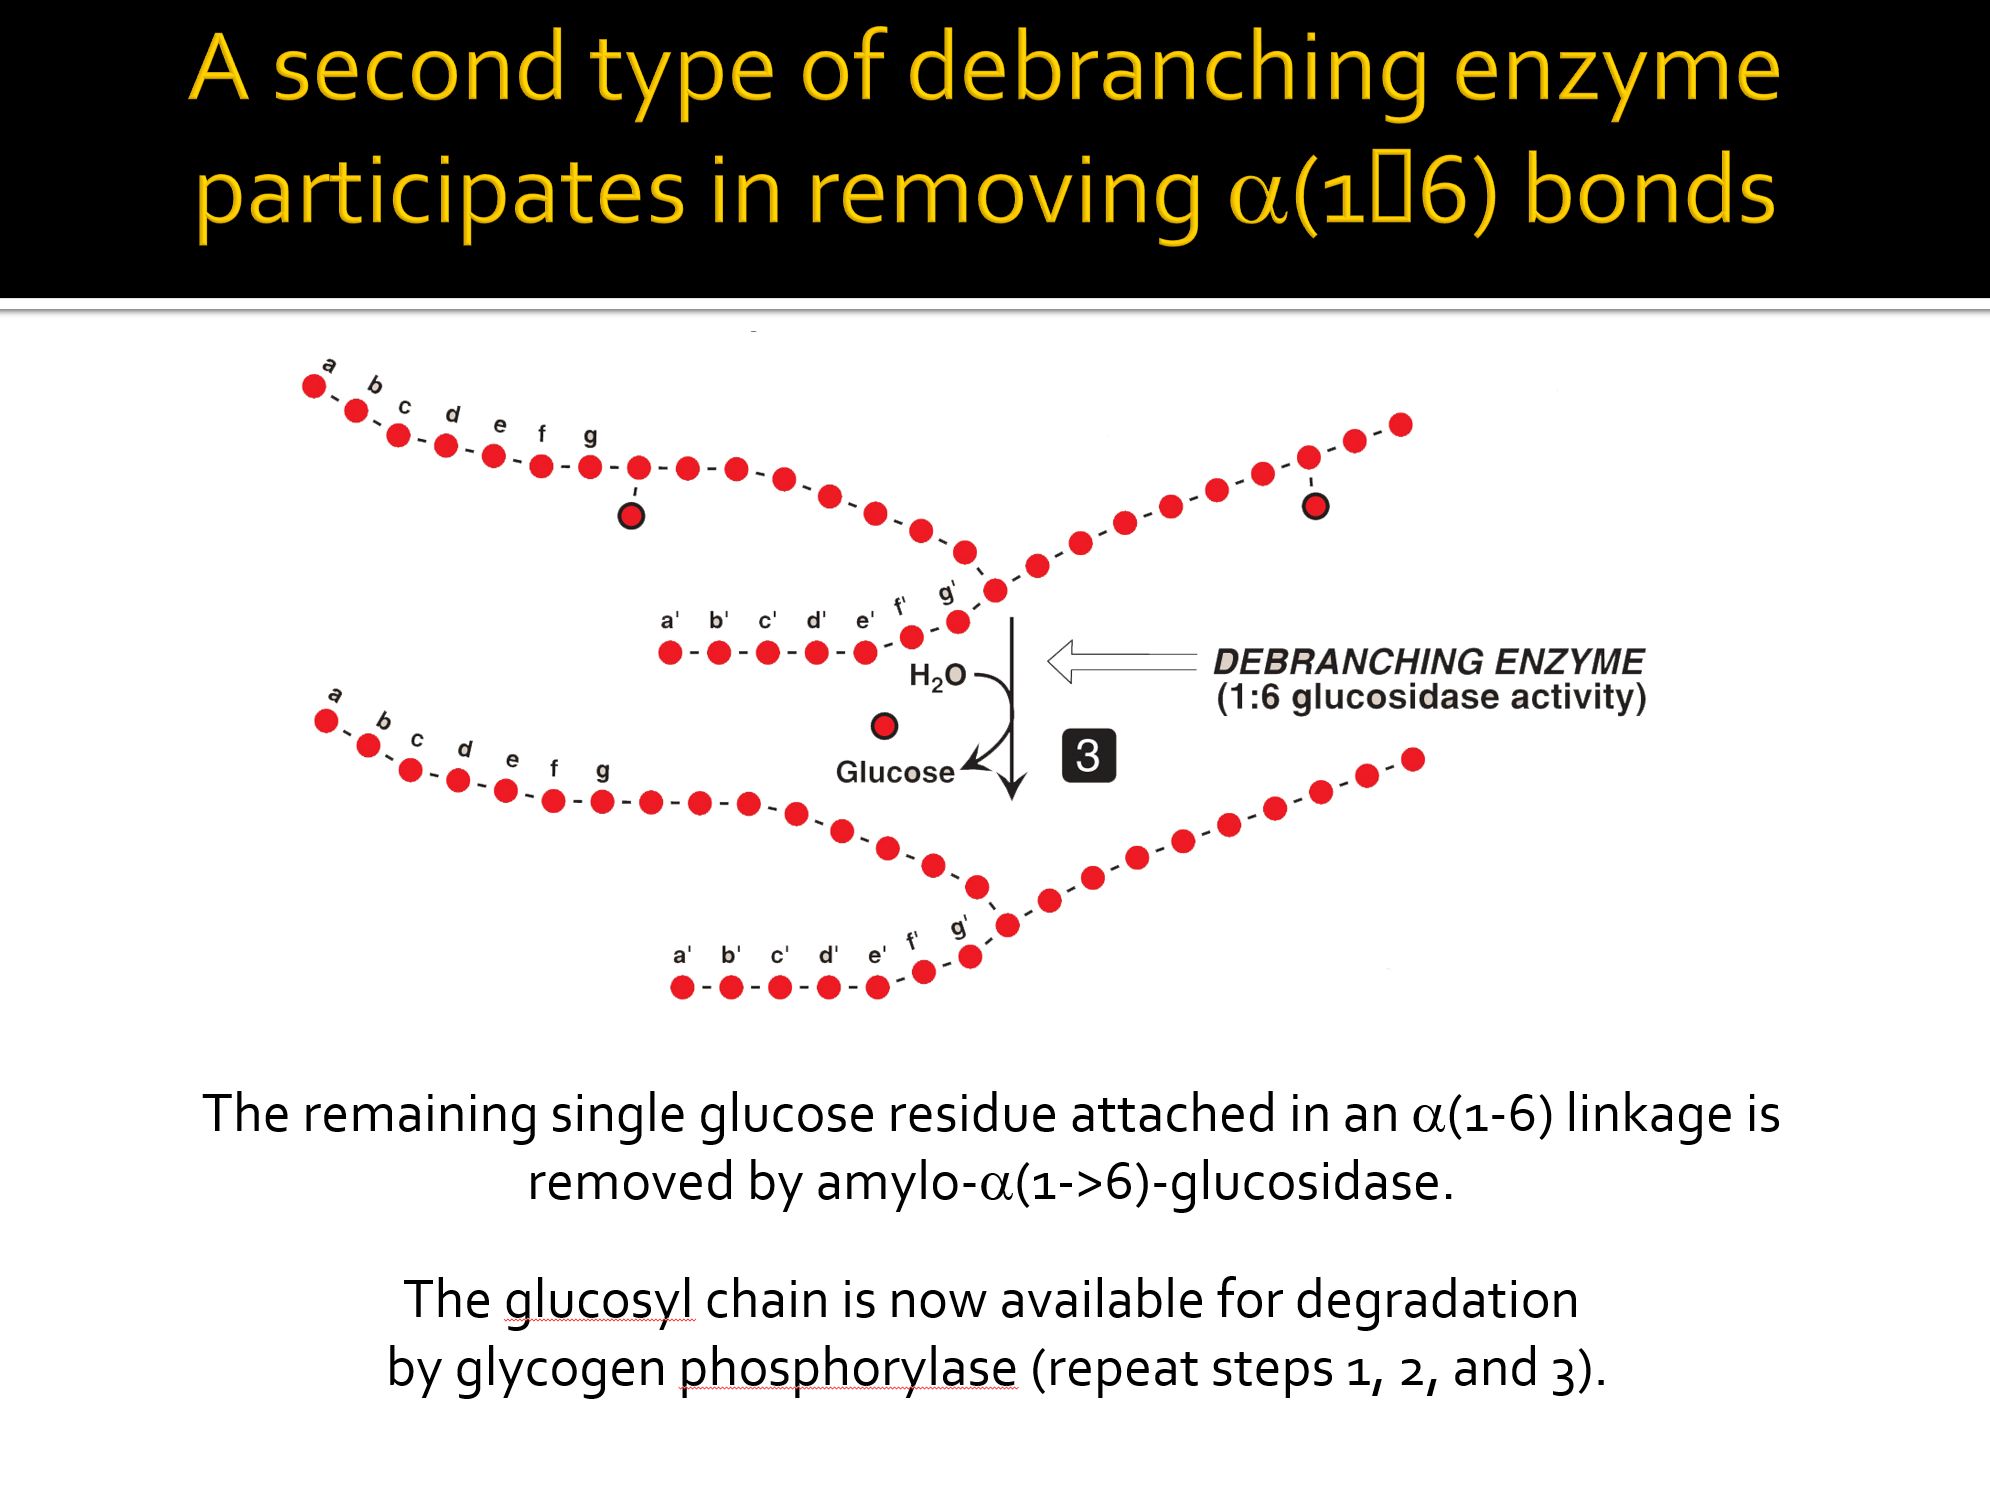 A second type of debranching enzyme
participates in removing α(1▯6) bonds
a b c d e f g
a' b' c' d' e' f' g'
H₂O
DEBRANCHING ENZYME
(1:6 glucosidase activity)
3
Glucose
a b c d e f g
a' b' c' d' e' f' g'
The remaining single glucose residue attached in an α(1-6) linkage is
removed by amylo-α(1->6)-glucosidase.
The glucosyl chain is now available for degradation
by glycogen phosphorylase (repeat steps 1, 2, and 3).